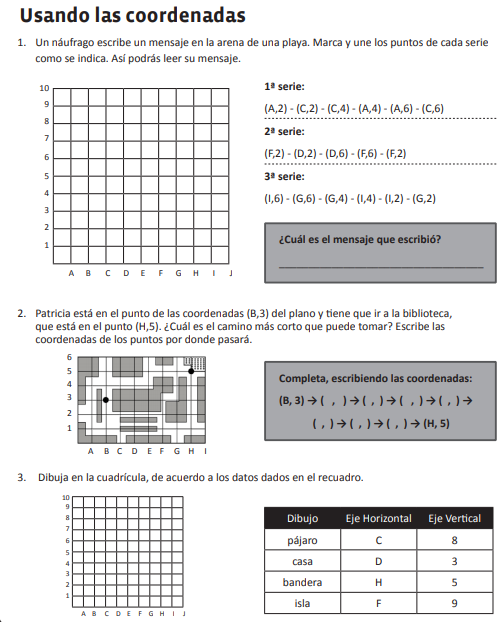 Usando las coordenadas
1. Un náufrago escribe un mensaje en la arena de una playa. Marca y une los puntos de cada serie
como se indica. Así podrás leer su mensaje.
10
9
8
7
6
5
4
3
2
1
A B C D E F G H I J
1ª serie:
(A,2) - (C,2) - (C,4) - (A,4) - (A,6) - (C,6)
2ª serie:
(F,2) - (D,2) - (D,6) - (F,6) - (F,2)
3ª serie:
(I,6) - (G,6) - (G,4) - (I,4) - (I,2) - (G,2)
¿Cuál es el mensaje que escribió?
2. Patricia está en el punto de las coordenadas (B,3) del plano y tiene que ir a la biblioteca,
que está en el punto (H,5). ¿Cuál es el camino más corto que puede tomar? Escribe las
coordenadas de los puntos por donde pasará.
6
5
4
3
2
1
A B C D E F G H I
Completa, escribiendo las coordenadas:
(B, 3) → ( , ) → ( , ) → ( , ) → ( , ) →
( , ) → ( , ) → ( , ) → (H, 5)
3. Dibuja en la cuadrícula, de acuerdo a los datos dados en el recuadro.
10
9
8
7
6
5
4
3
2
1
A B C D E F G H I J
Dibujo Eje Horizontal Eje Vertical
pájaro C 8
casa D 3
bandera H 5
isla F 9